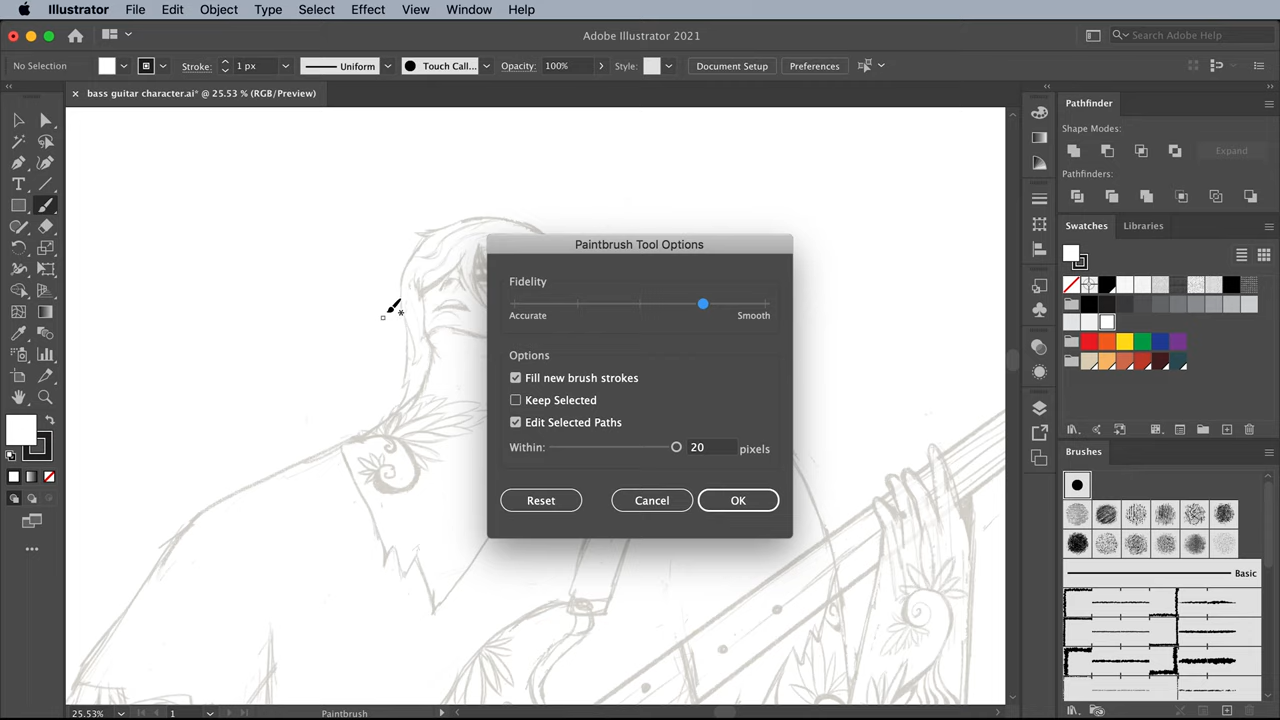 Illustrator File Edit Object Type Select Effect View Window Help
Adobe Illustrator 2021
Search Adobe Help
No Selection Stroke: 1 px Uniform Touch Call... Opacity: 100% Style: Document Setup Preferences
× bass guitar character.ai* @ 25.53 % (RGB/Preview)
Pathfinder
Shape Modes:
Expand
Pathfinders:
Swatches Libraries
Paintbrush Tool Options
Fidelity
Accurate Smooth
Options
Fill new brush strokes
Keep Selected
Edit Selected Paths
Within: 20 pixels
Reset Cancel OK
Brushes
Basic
25.53% 1 Paintbrush